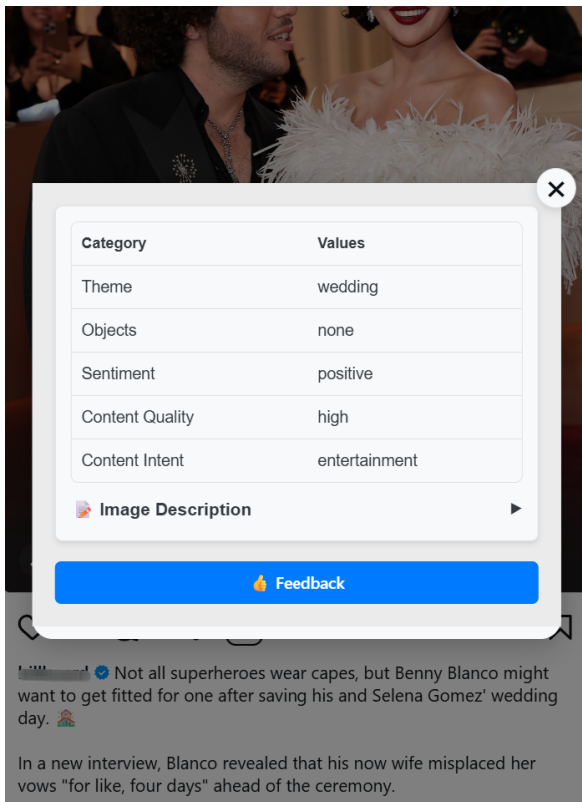 Category Values
Theme wedding
Objects none
Sentiment positive
Content Quality high
Content Intent entertainment
📝 Image Description ▶
👍 Feedback
Not all superheroes wear capes, but Benny Blanco might
want to get fitted for one after saving his and Selena Gomez' wedding
day. 💒
In a new interview, Blanco revealed that his now wife misplaced her
vows "for like, four days" ahead of the ceremony.